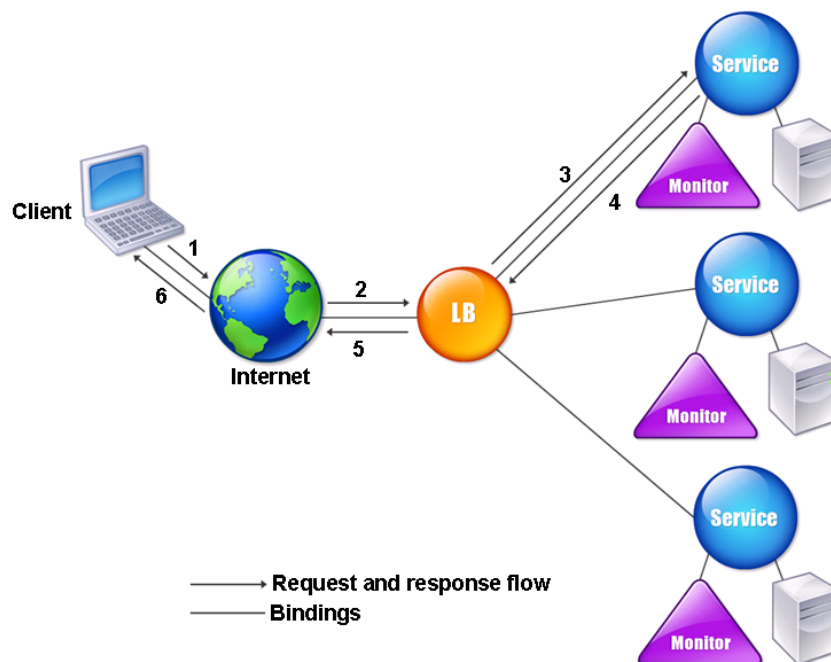 Service
3
Monitor
4
Client
1
6
2
LB
5
Internet
Service
Monitor
Service
Monitor
Request and response flow
Bindings